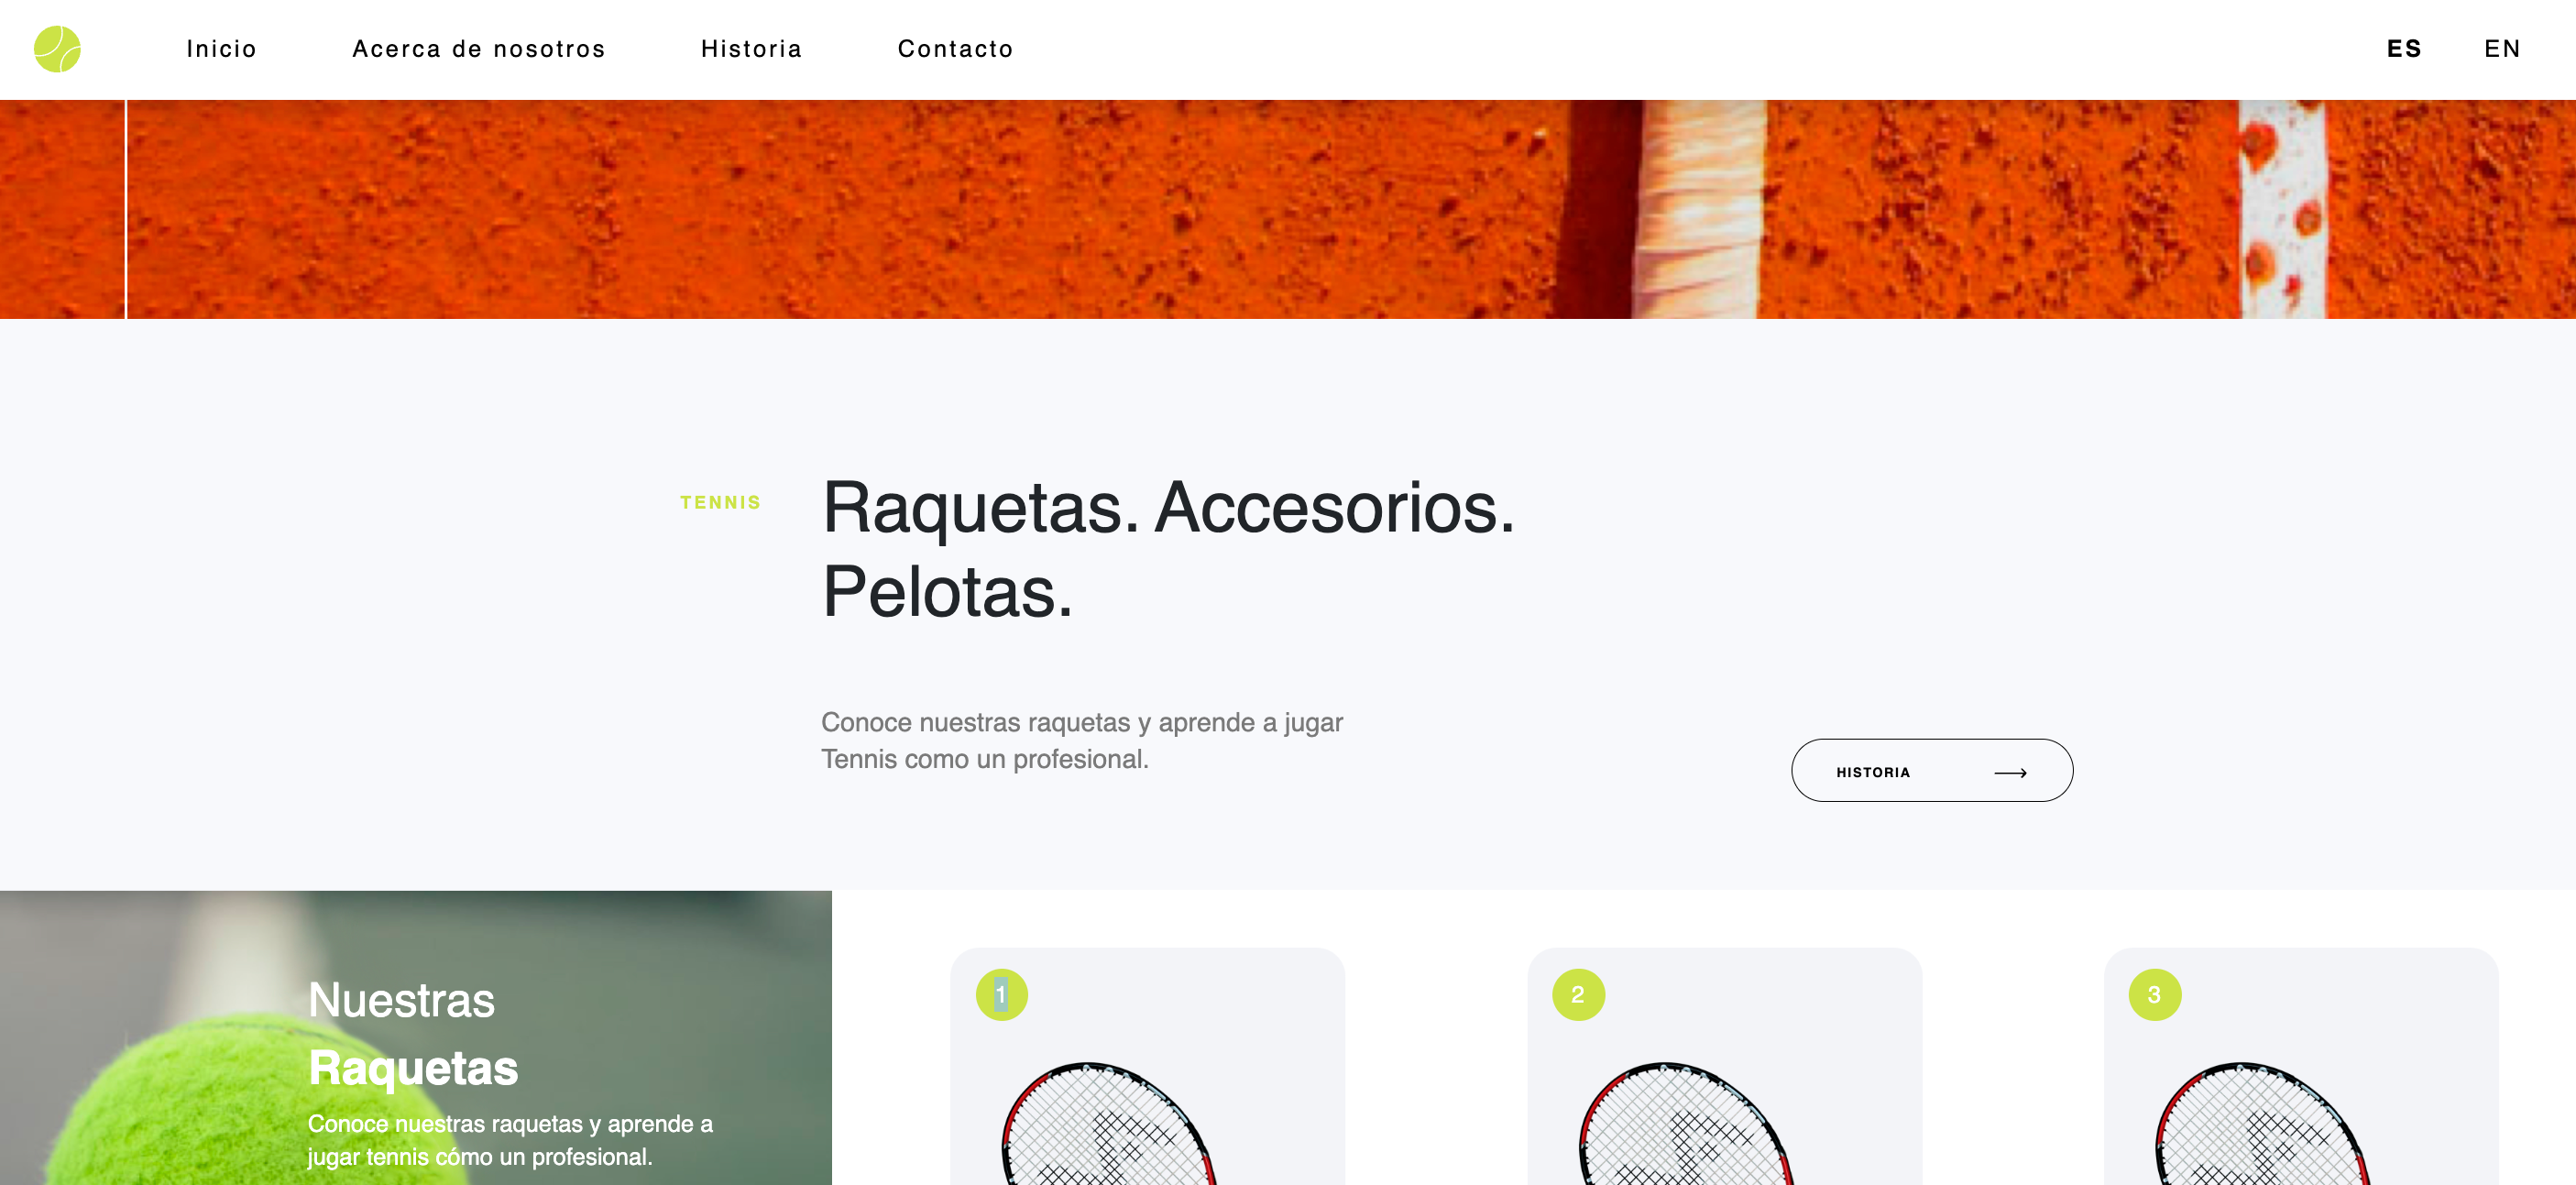 Inicio Acerca de nosotros Historia Contacto ES EN
TENNIS
Raquetas. Accesorios.
Pelotas.
Conoce nuestras raquetas y aprende a jugar
Tennis como un profesional.
HISTORIA
Nuestras
Raquetas
Conoce nuestras raquetas y aprende a
jugar tennis cómo un profesional.
1
2
3